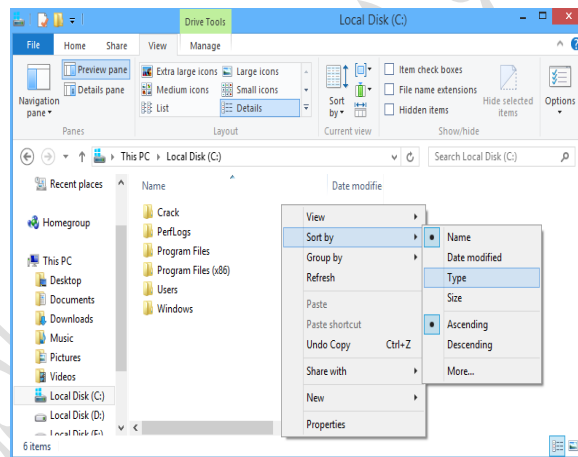 Drive Tools
Local Disk (C:)
File Home Share View Manage
Navigation pane
Preview pane
Details pane
Panes
Extra large icons Large icons
Medium icons Small icons
List Details
Layout
Sort by
Current view
Item check boxes
File name extensions
Hidden items
Hide selected items
Show/hide
Options
This PC Local Disk (C:)
Search Local Disk (C:)
Recent places
Homegroup
This PC
Desktop
Documents
Downloads
Music
Pictures
Videos
Local Disk (C:)
Local Disk (D:)
Local Disk (E:)
Name Date modifie
Crack
PerfLogs
Program Files
Program Files (x86)
Users
Windows
View
Sort by
Group by
Refresh
Paste
Paste shortcut
Undo Copy Ctrl+Z
Share with
New
Properties
Name
Date modified
Type
Size
Ascending
Descending
More...
6 items